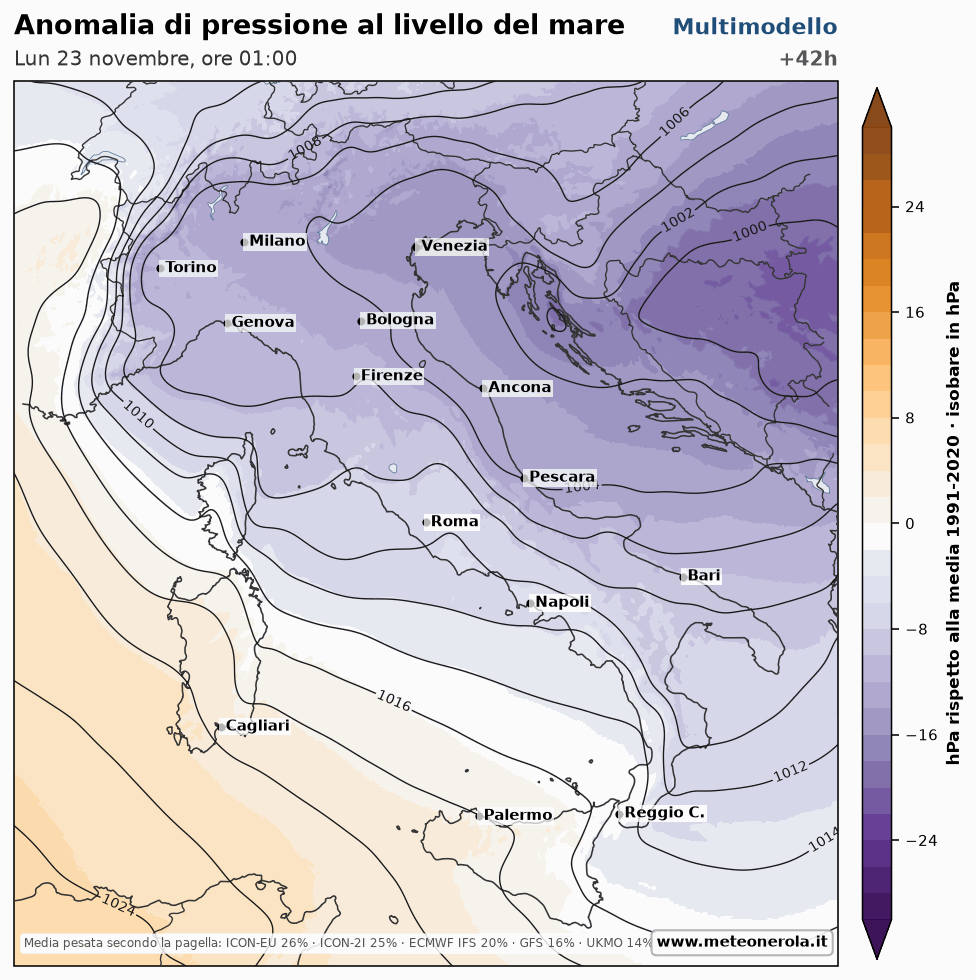 Anomalia di pressione al livello del mare
Multimodello
Lun 23 novembre, ore 01:00
+42h
1006
1008
1002
1000
Milano
Venezia
Torino
Genova
Bologna
Firenze
Ancona
1010
Pescara
Roma
Bari
Napoli
1016
Cagliari
1012
Palermo
Reggio C.
1014
1024
24
16
8
0
−8
−16
−24
hPa rispetto alla media 1991-2020 · isobare in hPa
Media pesata secondo la pagella: ICON-EU 26% · ICON-2I 25% · ECMWF IFS 20% · GFS 16% · UKMO 14%
www.meteonerola.it